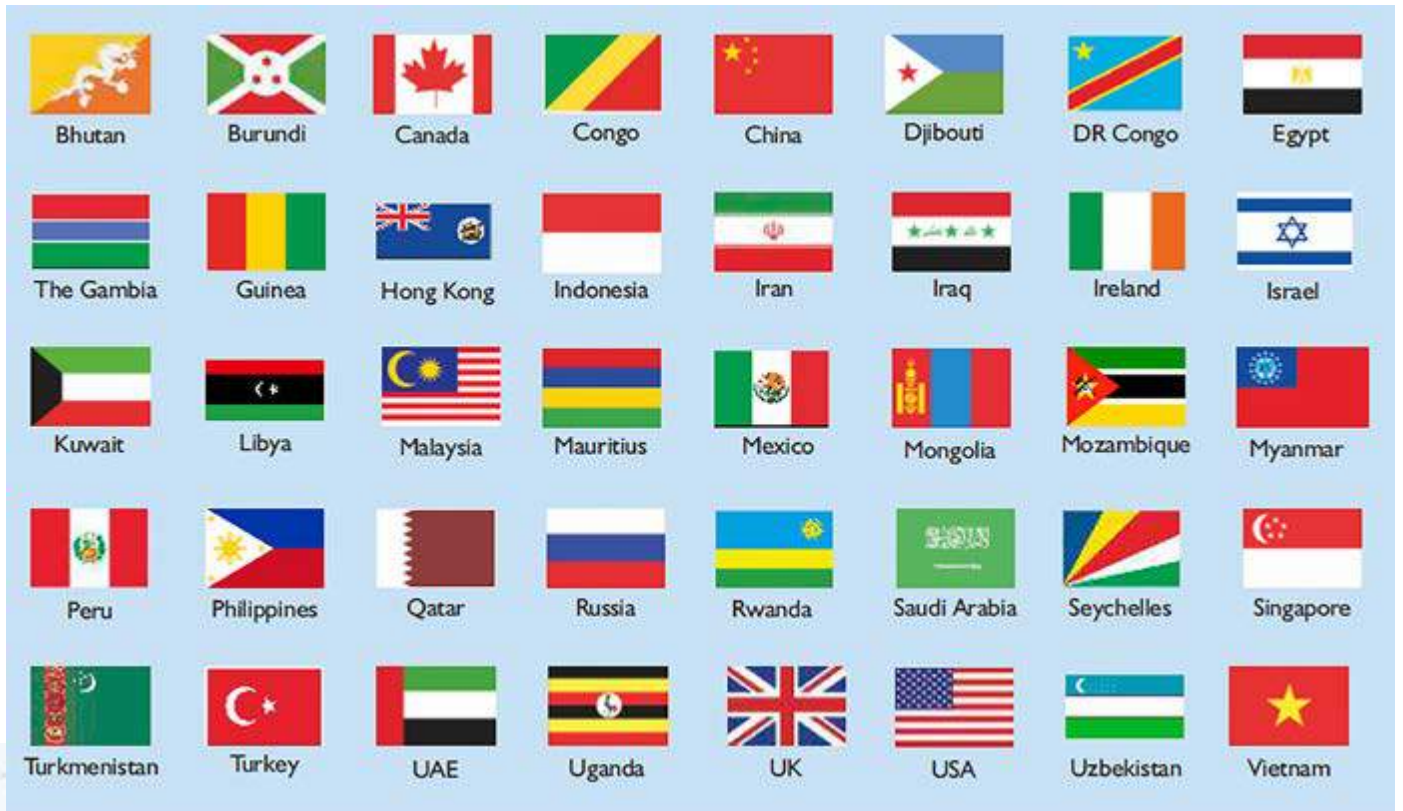 Bhutan Burundi Canada Congo China Djibouti DR Congo Egypt
The Gambia Guinea Hong Kong Indonesia Iran Iraq Ireland Israel
Kuwait Libya Malaysia Mauritius Mexico Mongolia Mozambique Myanmar
Peru Philippines Qatar Russia Rwanda Saudi Arabia Seychelles Singapore
Turkmenistan Turkey UAE Uganda UK USA Uzbekistan Vietnam